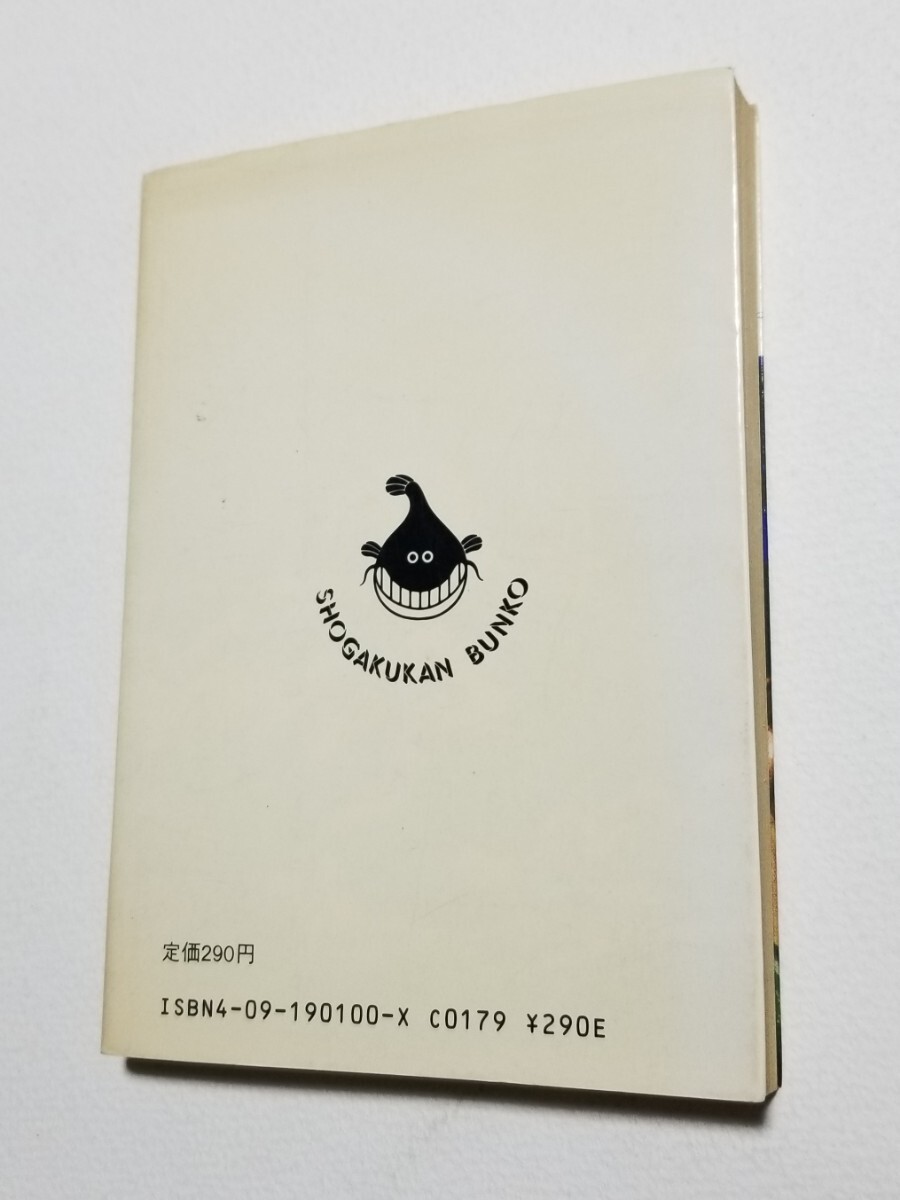 SHOGAKUKAN BUNKO
定価290円
ISBN4-09-190100-X C0179 ¥290E